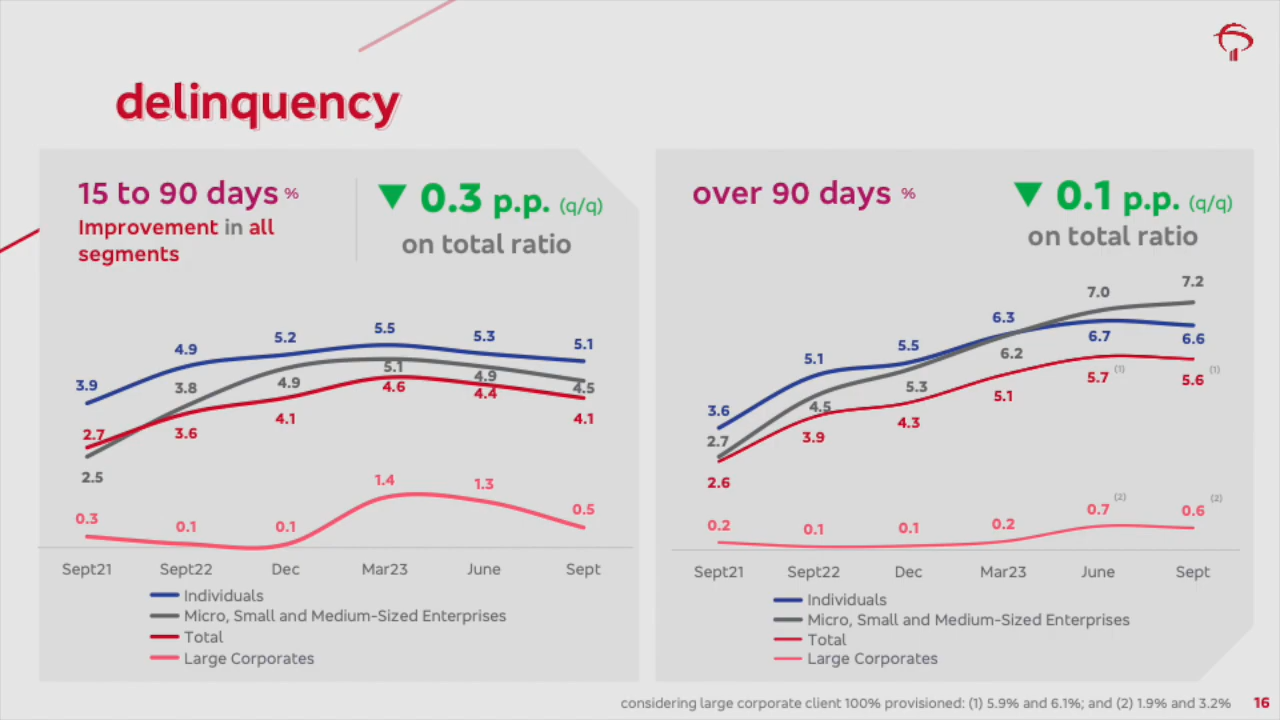 delinquency
15 to 90 days %
Improvement in all
segments
▼ 0.3 p.p. (q/q)
on total ratio
5.5
5.3
5.2
5.1
4.9
3.9
5.1
4.9
4.9
4.5
3.8
4.6
4.4
4.1
4.1
3.6
2.7
2.5
1.4
1.3
0.5
0.3
0.1
0.1
Sept21 Sept22 Dec Mar23 June Sept
Individuals
Micro, Small and Medium-Sized Enterprises
Total
Large Corporates
over 90 days %
▼ 0.1 p.p. (q/q)
on total ratio
7.2
7.0
6.3
6.7
6.6
6.2
5.5
5.1
5.7 (1)
5.6 (1)
5.3
5.1
4.5
4.3
3.9
3.6
2.7
2.6
0.7 (2)
0.6 (2)
0.2
0.1
0.1
0.2
Sept21 Sept22 Dec Mar23 June Sept
Individuals
Micro, Small and Medium-Sized Enterprises
Total
Large Corporates
considering large corporate client 100% provisioned: (1) 5.9% and 6.1%; and (2) 1.9% and 3.2% 16